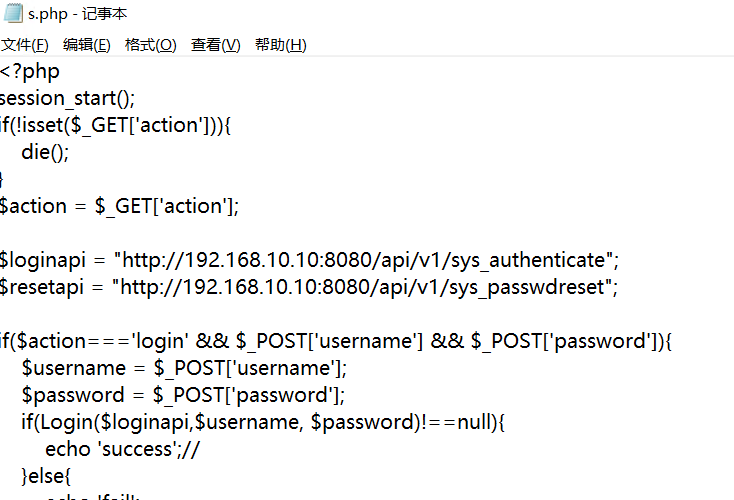 s.php - 记事本
文件(F) 编辑(E) 格式(O) 查看(V) 帮助(H)
<?php
session_start();
if(!isset($_GET['action'])){
die();
}
$action = $_GET['action'];
$loginapi = "http://192.168.10.10:8080/api/v1/sys_authenticate";
$resetapi = "http://192.168.10.10:8080/api/v1/sys_passwdreset";
if($action==='login' && $_POST['username'] && $_POST['password']){
$username = $_POST['username'];
$password = $_POST['password'];
if(Login($loginapi,$username, $password)!==null){
echo 'success';//
}else{
echo 'fail';